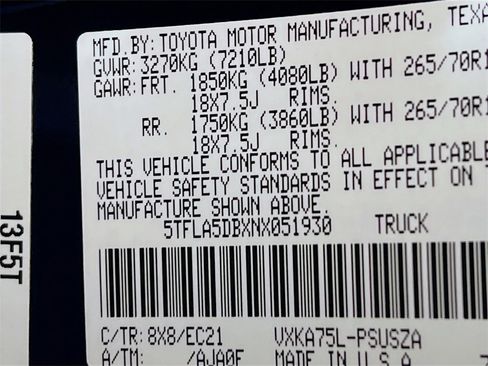 MFD.BY:TOYOTA MOTOR MANUFACTURING, TEXA
GVWR:3270KG (7210LB)
GAWR:FRT. 1850KG (4080LB) WITH 265/70R1
18X7.5J RIMS.
RR. 1750KG (3860LB) WITH 265/70R1
18X7.5J RIMS.
THIS VEHICLE CONFORMS TO ALL APPLICABLE
VEHICLE SAFETY STANDARDS IN EFFECT ON T
MANUFACTURE SHOWN ABOVE.
5TFLA5DBXNX051930 TRUCK
C/TR:8X8/EC21 VXKA75L-PSUSZA
A/TM: /AJA0F MADE IN U.S.A
13F5T